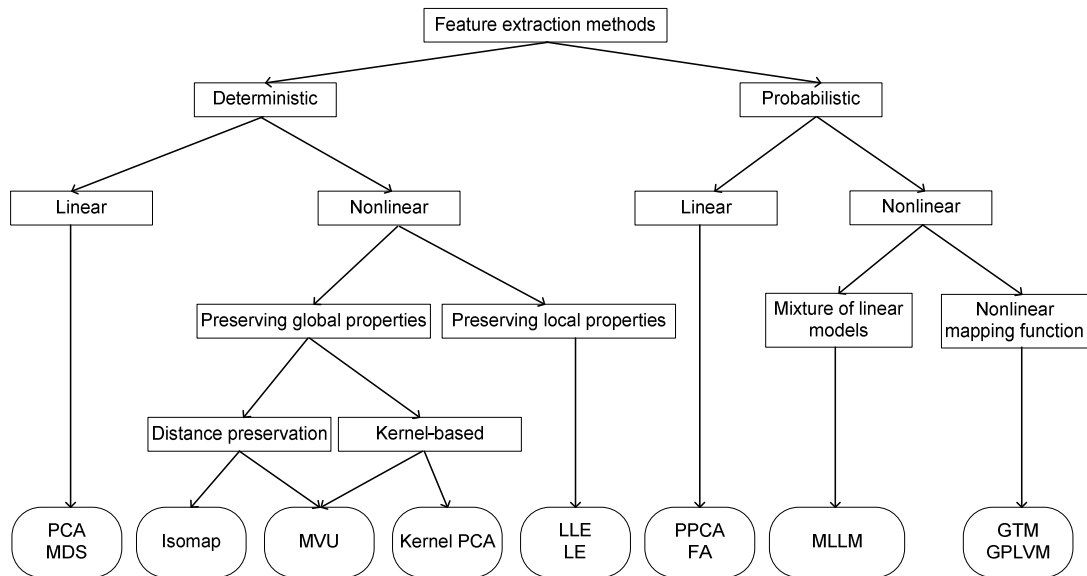 Feature extraction methods
Deterministic
Probabilistic
Linear
Nonlinear
Linear
Nonlinear
Preserving global properties
Preserving local properties
Mixture of linear
models
Nonlinear
mapping function
Distance preservation
Kernel-based
PCA
MDS
Isomap
MVU
Kernel PCA
LLE
LE
PPCA
FA
MLLM
GTM
GPLVM